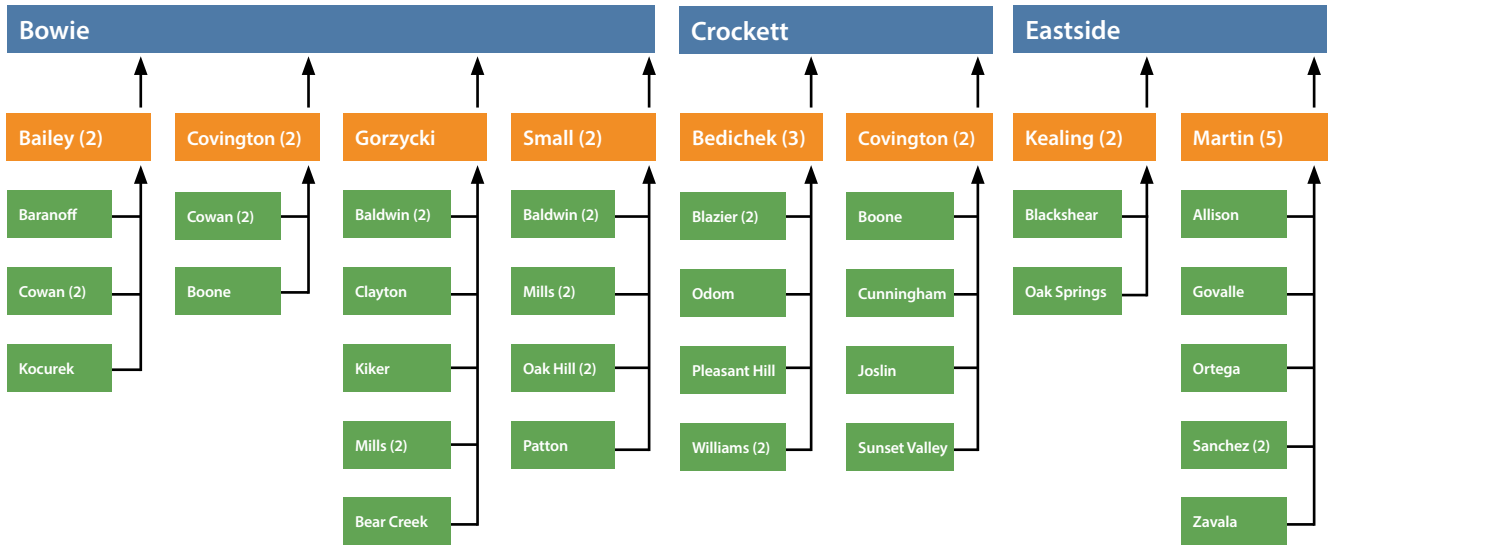 Bowie
Crockett
Eastside
Bailey (2)
Covington (2)
Gorzycki
Small (2)
Bedichek (3)
Covington (2)
Kealing (2)
Martin (5)
Baranoff
Cowan (2)
Kocurek
Cowan (2)
Boone
Baldwin (2)
Clayton
Kiker
Mills (2)
Bear Creek
Baldwin (2)
Mills (2)
Oak Hill (2)
Patton
Blazier (2)
Odom
Pleasant Hill
Williams (2)
Boone
Cunningham
Joslin
Sunset Valley
Blackshear
Oak Springs
Allison
Govalle
Ortega
Sanchez (2)
Zavala